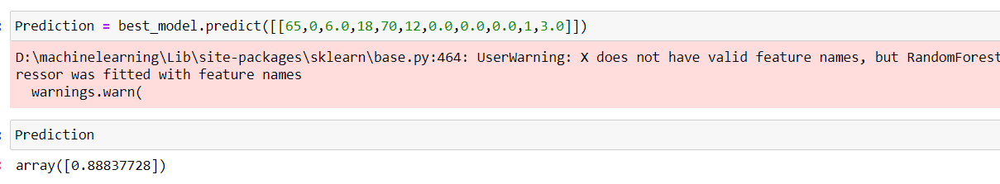 Prediction = best_model.predict([[65,0,6.0,18,70,12,0.0,0.0,0.0,1,3.0]])
D:\machinelearning\Lib\site-packages\sklearn\base.py:464: UserWarning: X does not have valid feature names, but RandomForest
ressor was fitted with feature names
  warnings.warn(
Prediction
array([0.88837728])